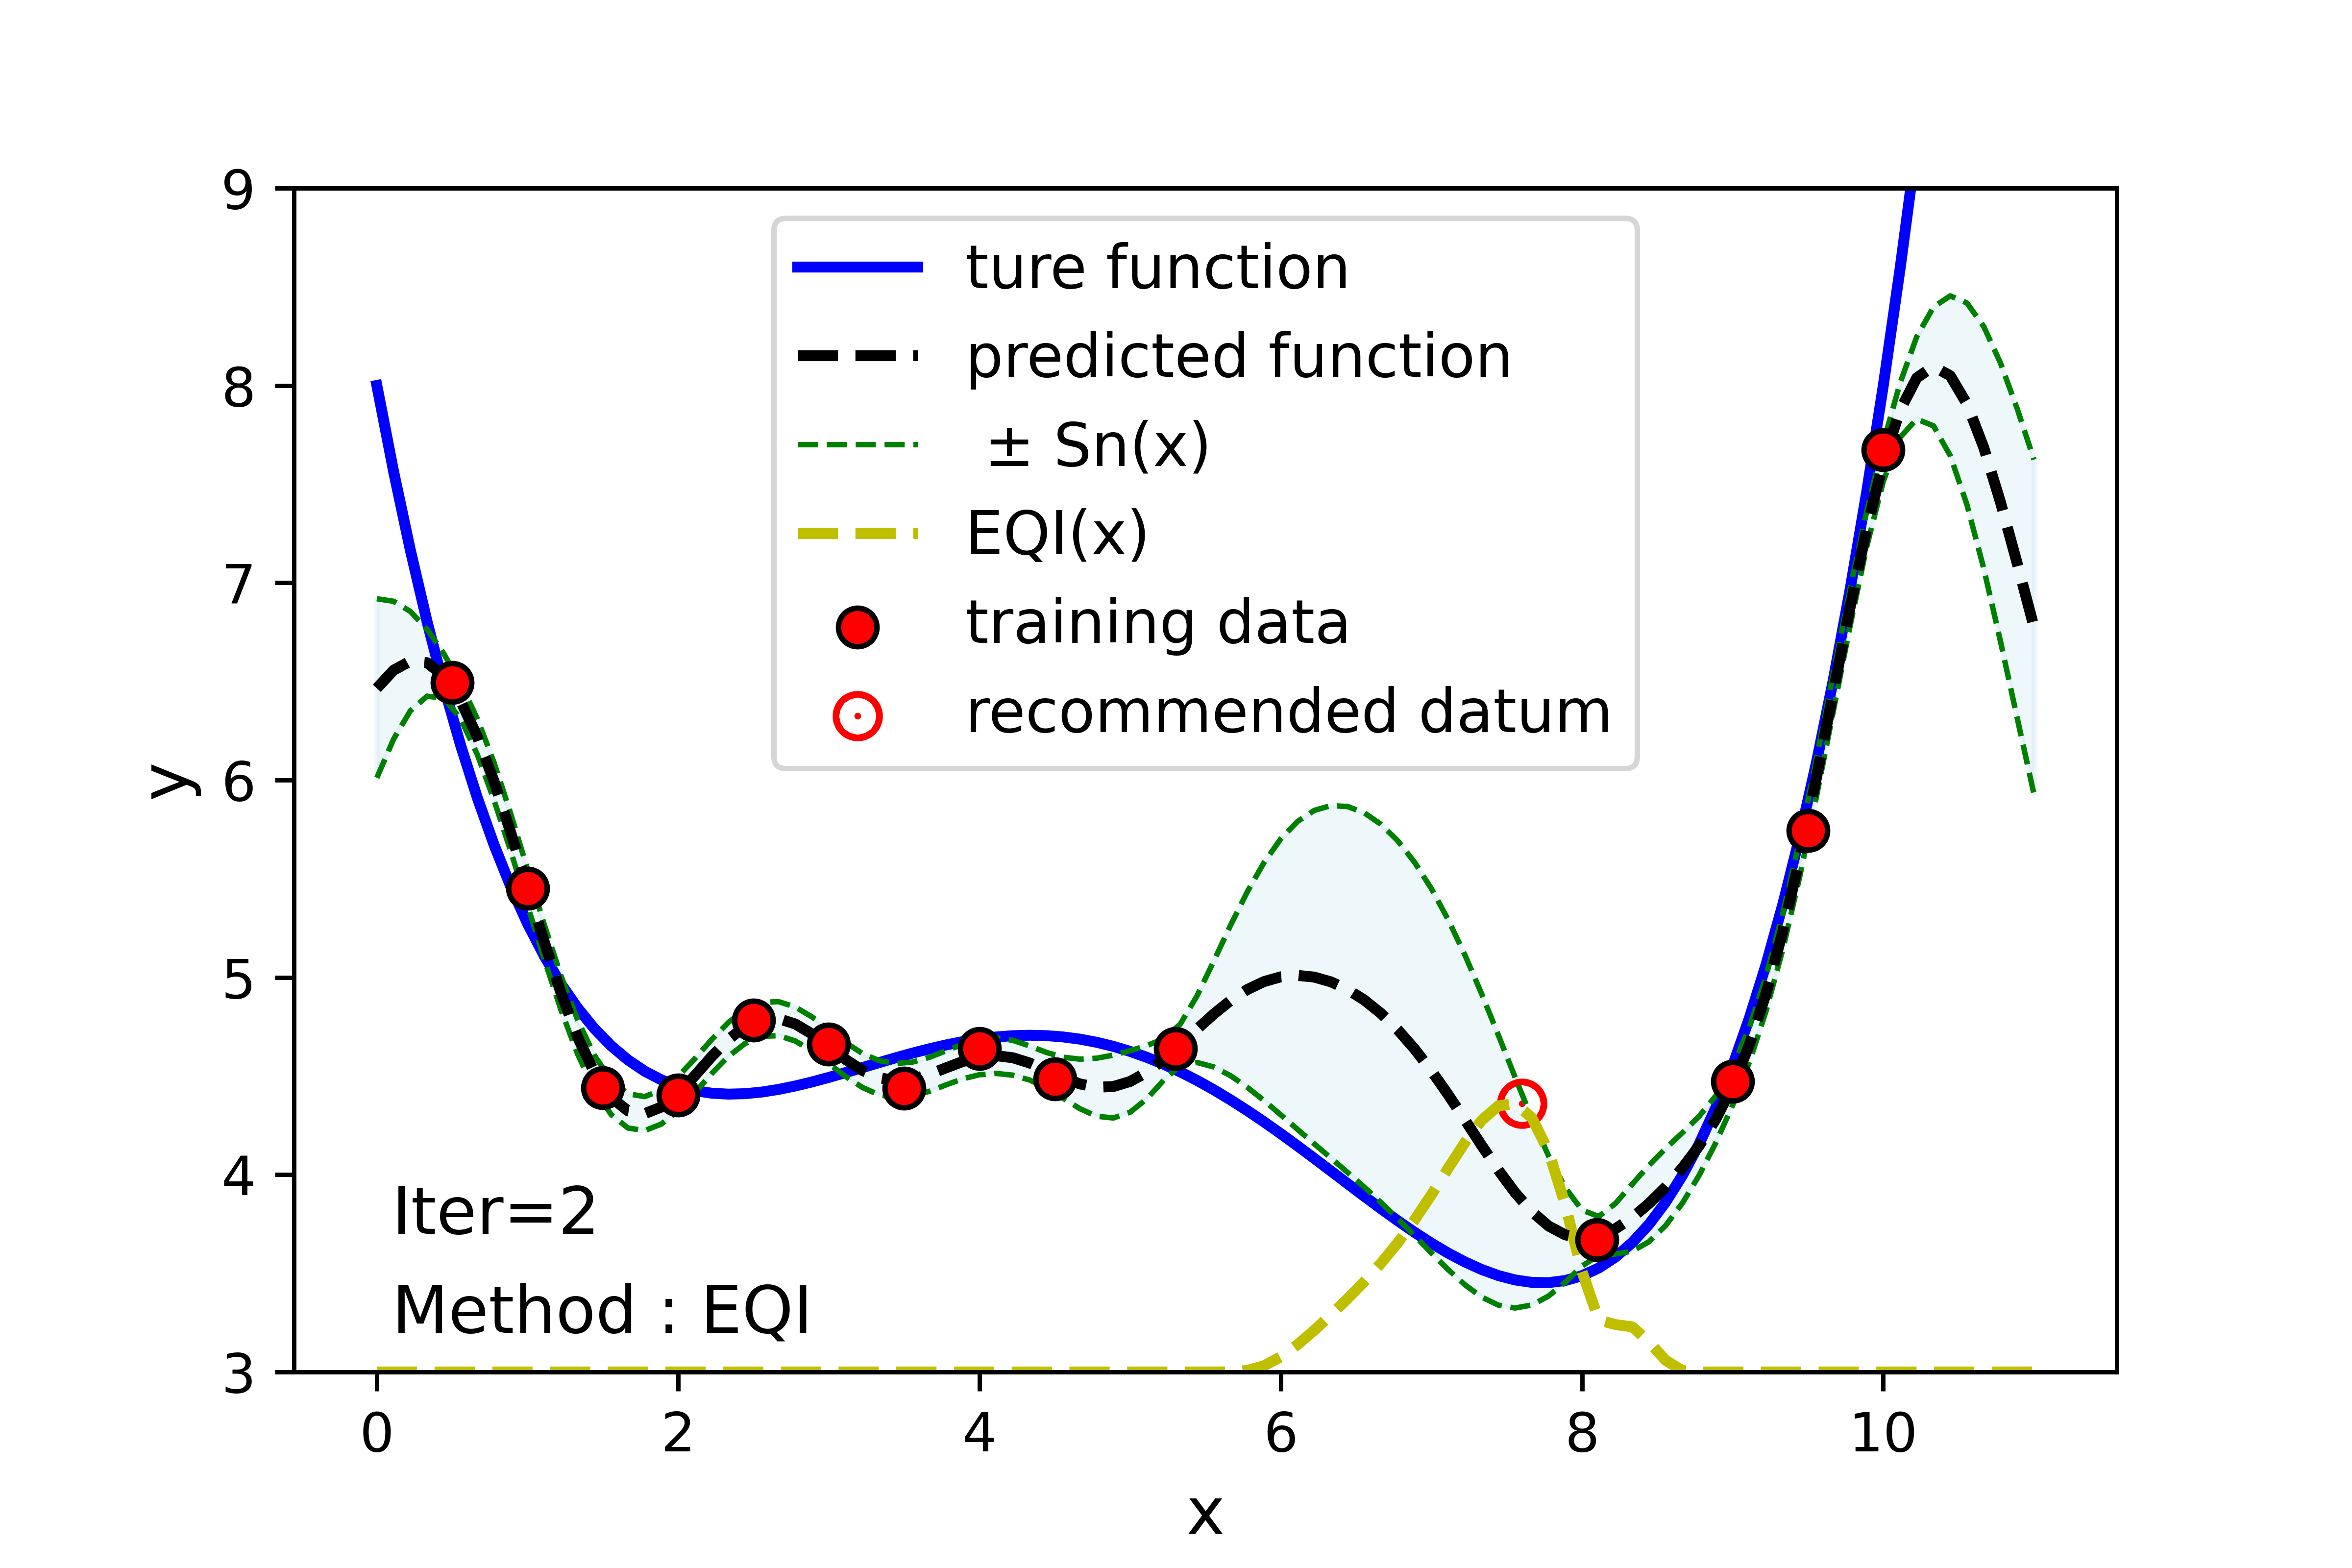 9
8
7
6
5
4
3
y
ture function
predicted function
± Sn(x)
EQI(x)
training data
recommended datum
Iter=2
Method : EQI
0 2 4 6 8 10
x